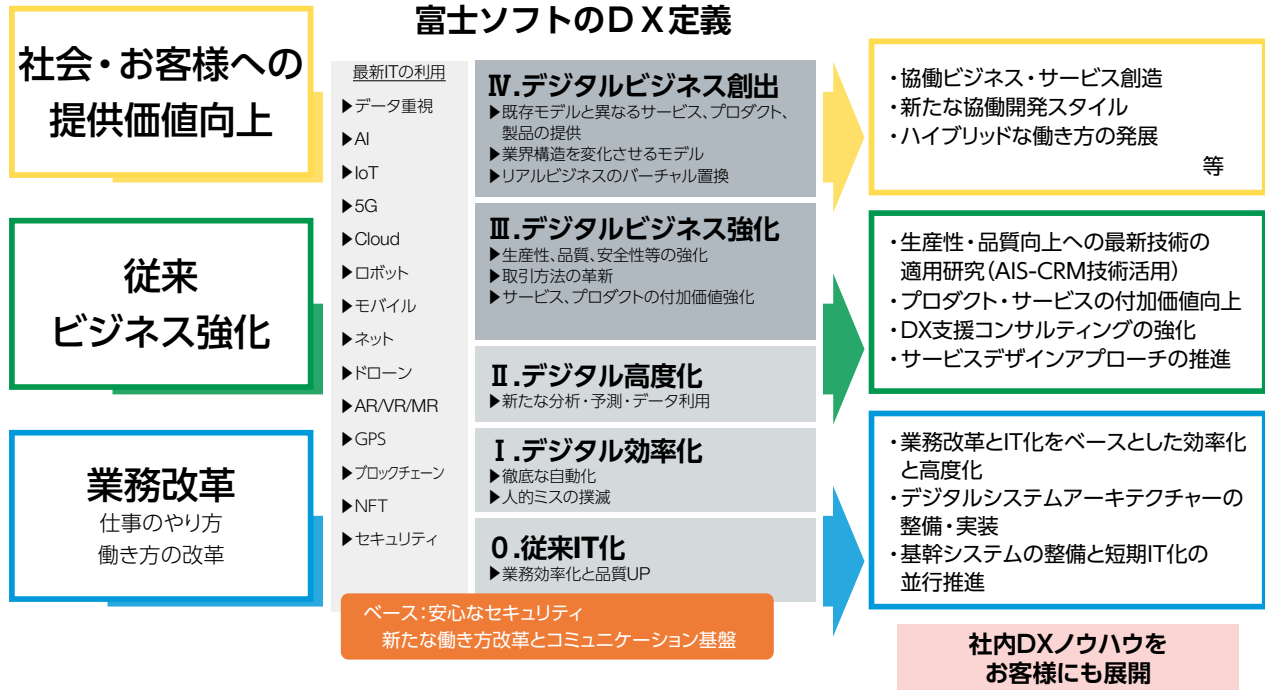 富士ソフトのDX定義
社会・お客様への
提供価値向上
従来
ビジネス強化
業務改革
仕事のやり方
働き方の改革
最新ITの利用
▶データ重視
▶AI
▶IoT
▶5G
▶Cloud
▶ロボット
▶モバイル
▶ネット
▶ドローン
▶AR/VR/MR
▶GPS
▶ブロックチェーン
▶NFT
▶セキュリティ
Ⅳ.デジタルビジネス創出
▶既存モデルと異なるサービス、プロダクト、
製品の提供
▶業界構造を変化させるモデル
▶リアルビジネスのバーチャル置換
Ⅲ.デジタルビジネス強化
▶生産性、品質、安全性等の強化
▶取引方法の革新
▶サービス、プロダクトの付加価値強化
Ⅱ.デジタル高度化
▶新たな分析・予測・データ利用
Ⅰ.デジタル効率化
▶徹底な自動化
▶人的ミスの撲滅
0.従来IT化
▶業務効率化と品質UP
ベース:安心なセキュリティ
新たな働き方改革とコミュニケーション基盤
・協働ビジネス・サービス創造
・新たな協働開発スタイル
・ハイブリッドな働き方の発展
等
・生産性・品質向上への最新技術の
適用研究(AIS-CRM技術活用)
・プロダクト・サービスの付加価値向上
・DX支援コンサルティングの強化
・サービスデザインアプローチの推進
・業務改革とIT化をベースとした効率化
と高度化
・デジタルシステムアーキテクチャーの
整備・実装
・基幹システムの整備と短期IT化の
並行推進
社内DXノウハウを
お客様にも展開